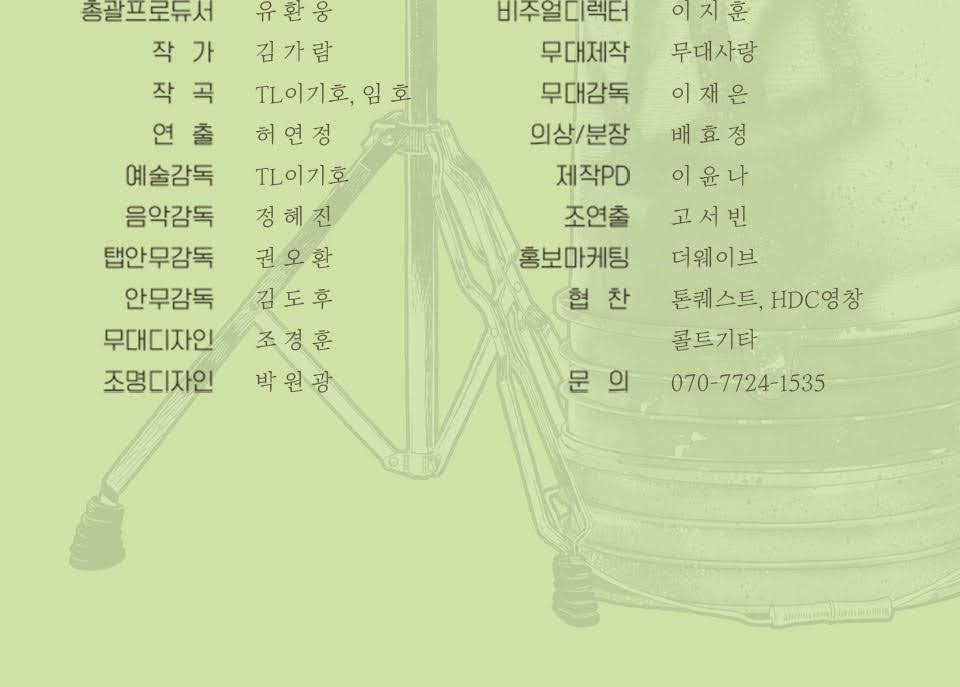 총괄프로듀서 유환웅
작 가 김가람
작 곡 TL이기호, 임호
연 출 허연정
예술감독 TL이기호
음악감독 정혜진
탭안무감독 권오환
안무감독 김도후
무대디자인 조경훈
조명디자인 박원광
비주얼디렉터 이지훈
무대제작 무대사랑
무대감독 이재은
의상/분장 배효정
제작PD 이윤나
조연출 고서빈
홍보마케팅 더웨이브
협 찬 톤퀘스트, HDC영창
콜트기타
문 의 070-7724-1535